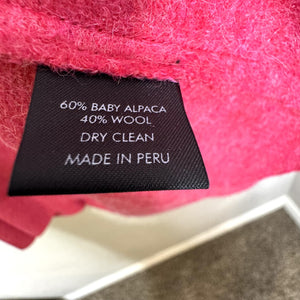 60% BABY ALPACA
40% WOOL
DRY CLEAN
MADE IN PERU